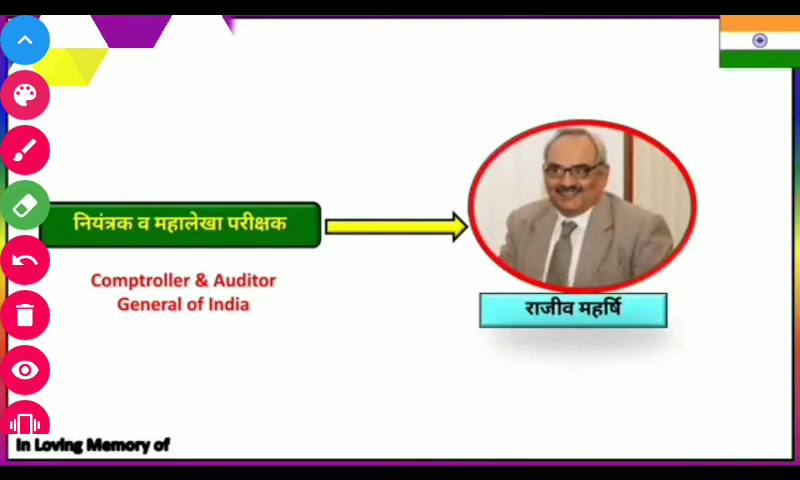 नियंत्रक व महालेखा परीक्षक
Comptroller & Auditor
General of India
राजीव महर्षि
In Loving Memory of